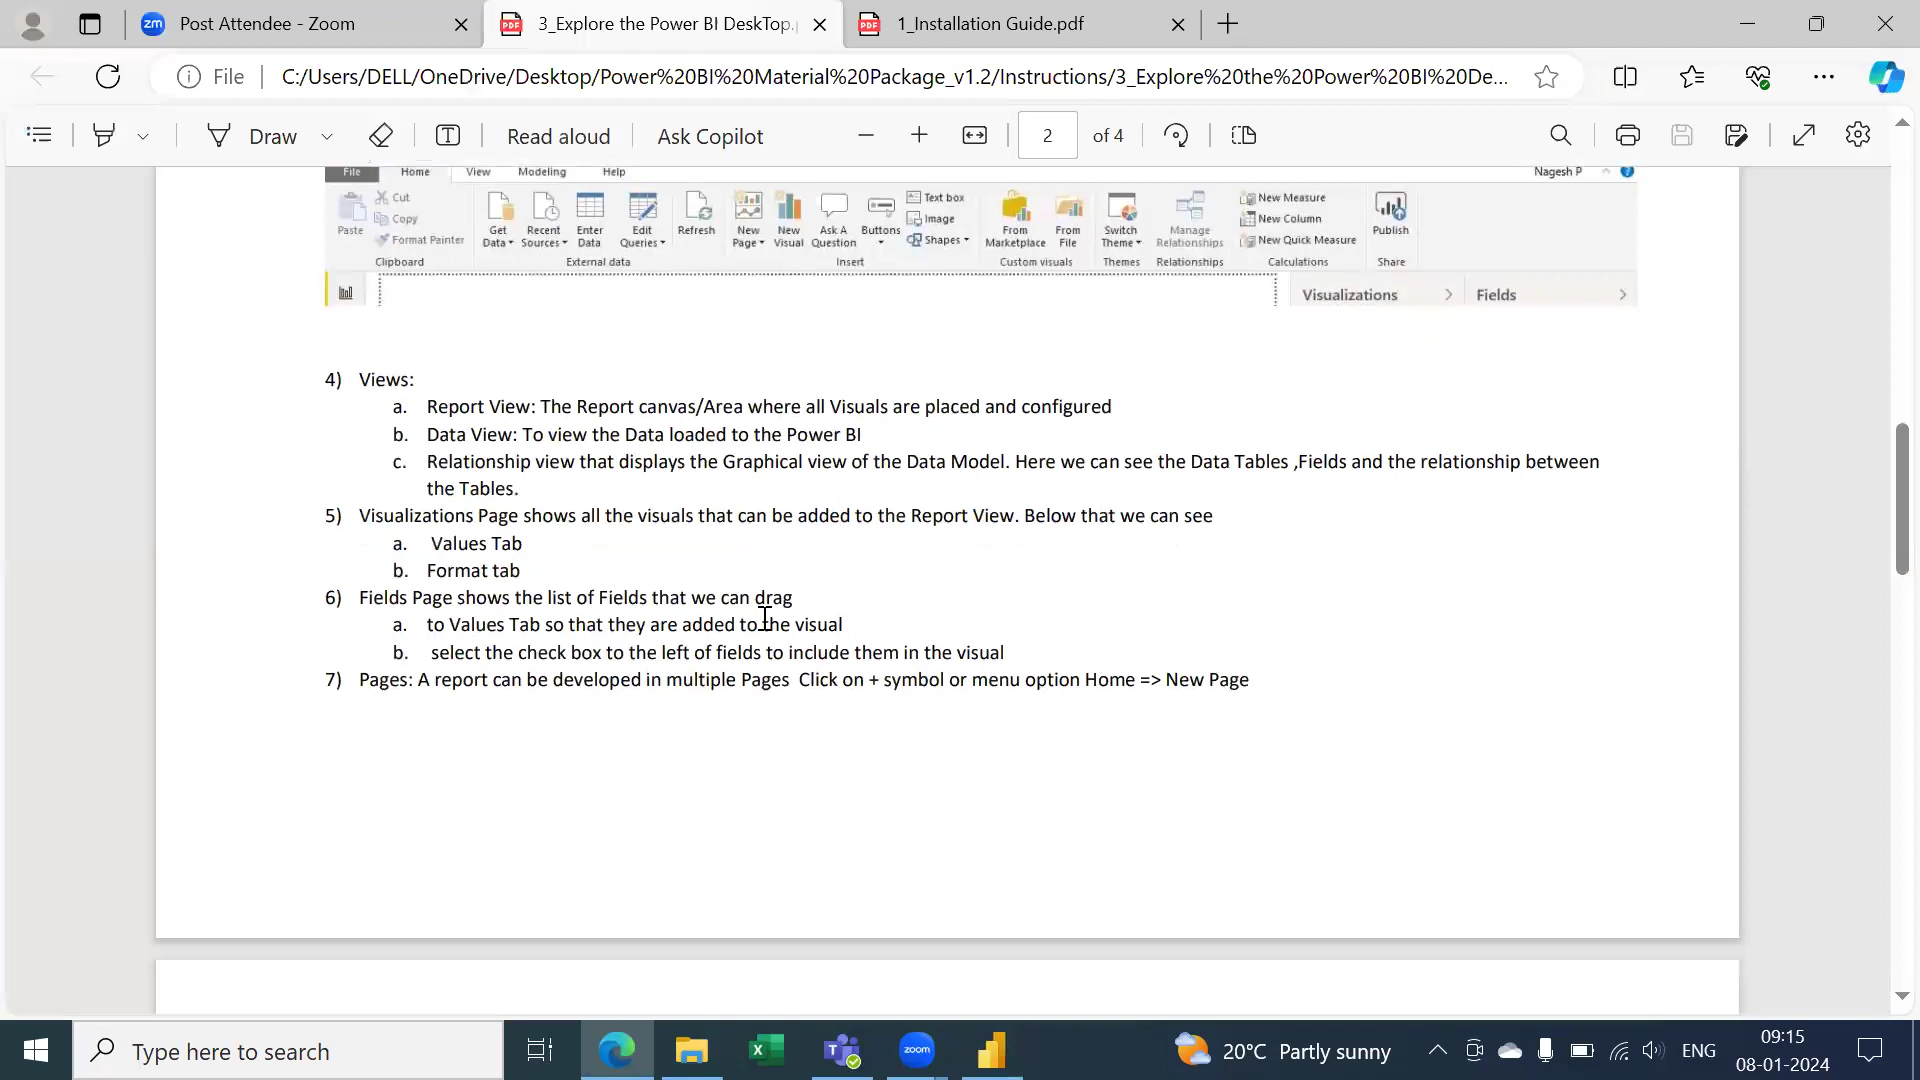 Post Attendee - Zoom
3_Explore the Power BI DeskTop.
1_Installation Guide.pdf
File
C:/Users/DELL/OneDrive/Desktop/Power%20BI%20Material%20Package_v1.2/Instructions/3_Explore%20the%20Power%20BI%20De...
Draw
Read aloud
Ask Copilot
2 of 4
File Home View Modeling Help Nagesh P
Cut
Copy
Format Painter
Paste
Clipboard
Get Data
Recent Sources
Enter Data
Edit Queries
Refresh
External data
New Page
New Visual
Ask A Question
Buttons
Text box
Image
Shapes
Insert
From Marketplace
From File
Custom visuals
Switch Theme
Themes
Manage Relationships
Relationships
New Measure
New Column
New Quick Measure
Calculations
Publish
Share
Visualizations
Fields
4) Views:
a. Report View: The Report canvas/Area where all Visuals are placed and configured
b. Data View: To view the Data loaded to the Power BI
c. Relationship view that displays the Graphical view of the Data Model. Here we can see the Data Tables ,Fields and the relationship between
the Tables.
5) Visualizations Page shows all the visuals that can be added to the Report View. Below that we can see
a. Values Tab
b. Format tab
6) Fields Page shows the list of Fields that we can drag
a. to Values Tab so that they are added to the visual
b. select the check box to the left of fields to include them in the visual
7) Pages: A report can be developed in multiple Pages Click on + symbol or menu option Home => New Page
Type here to search
zoom
20°C Partly sunny
ENG
09:15
08-01-2024